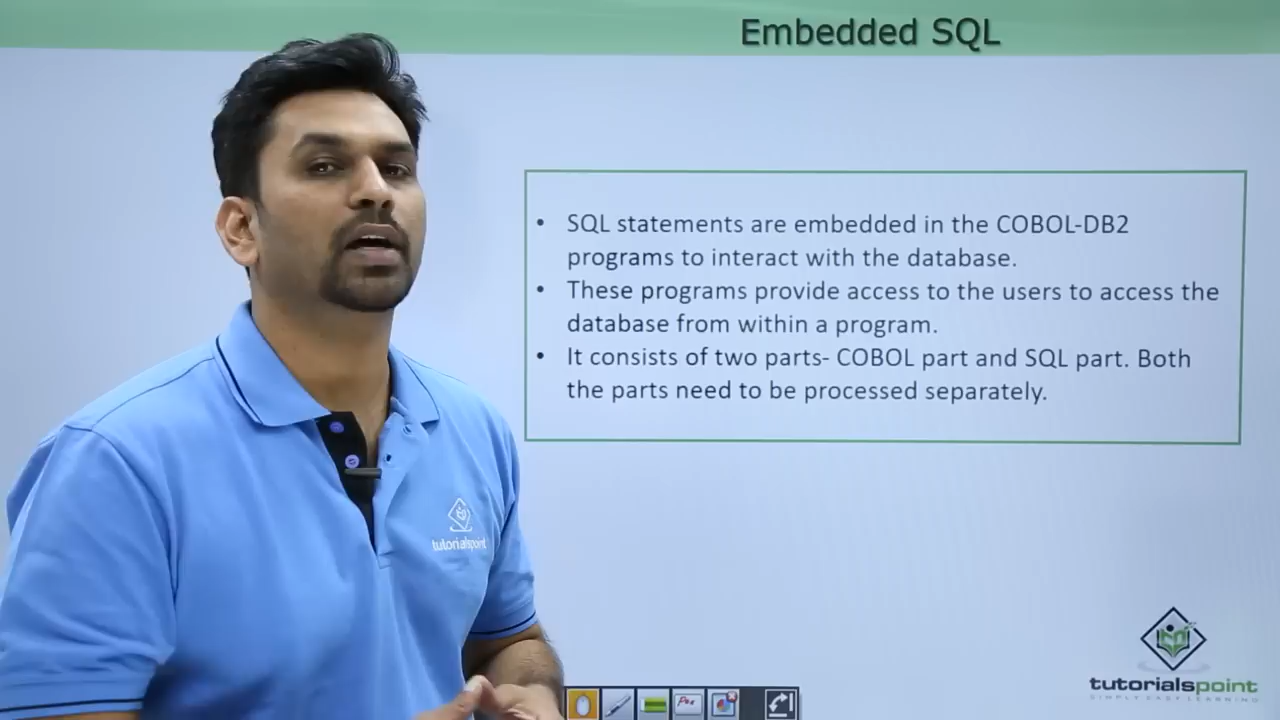 Embedded SQL
• SQL statements are embedded in the COBOL-DB2
programs to interact with the database.
• These programs provide access to the users to access the
database from within a program.
• It consists of two parts- COBOL part and SQL part. Both
the parts need to be processed separately.
tutorialspoint
tutorialspoint
SIMPLY EASY LEARNING
Pen